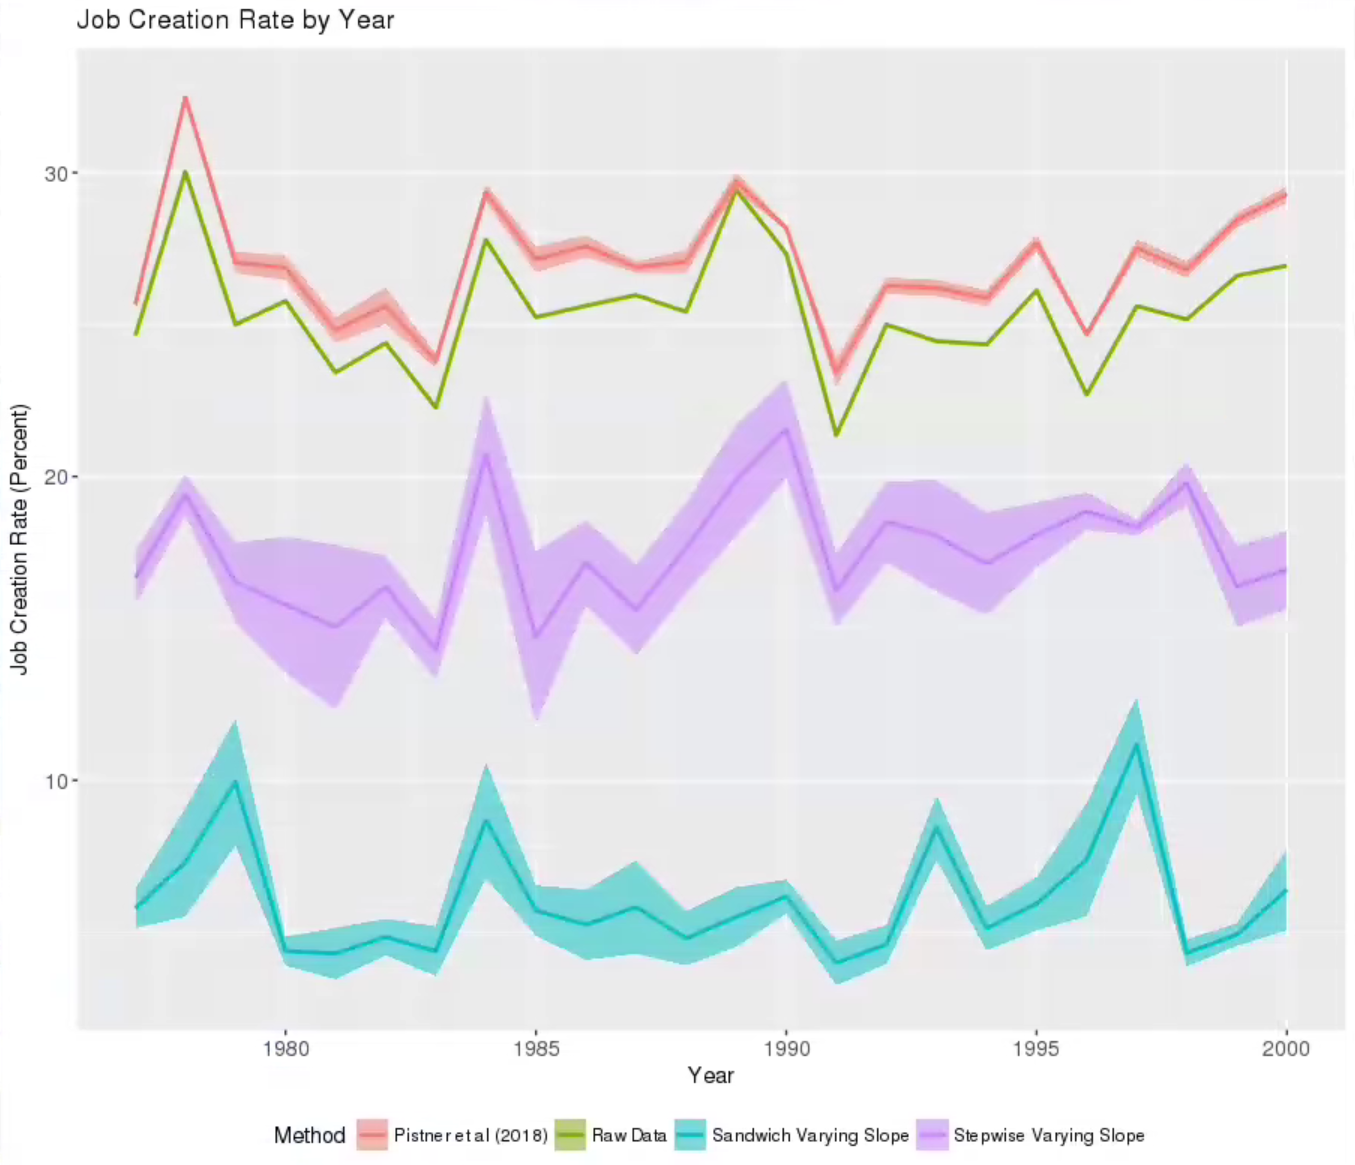 Job Creation Rate by Year
Job Creation Rate (Percent)
30
20
10
1980 1985 1990 1995 2000
Year
Method Pistner et al (2018) Raw Data Sandwich Varying Slope Stepwise Varying Slope